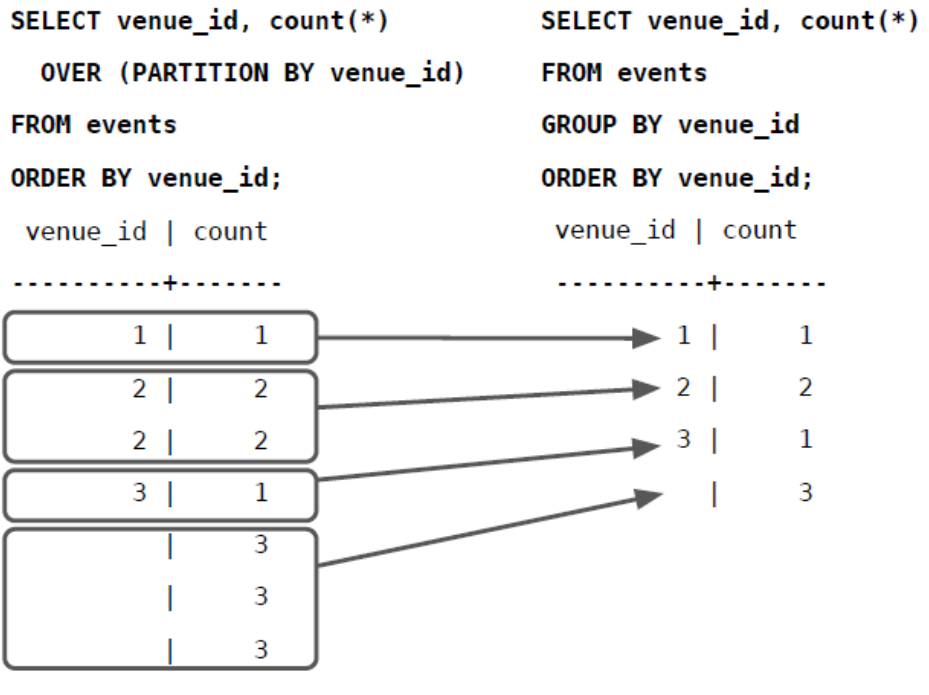 SELECT venue_id, count(*)
OVER (PARTITION BY venue_id)
FROM events
ORDER BY venue_id;
venue_id | count
----------+-------
1 | 1
2 | 2
2 | 2
3 | 1
| 3
| 3
| 3
SELECT venue_id, count(*)
FROM events
GROUP BY venue_id
ORDER BY venue_id;
venue_id | count
----------+-------
1 | 1
2 | 2
3 | 1
| 3